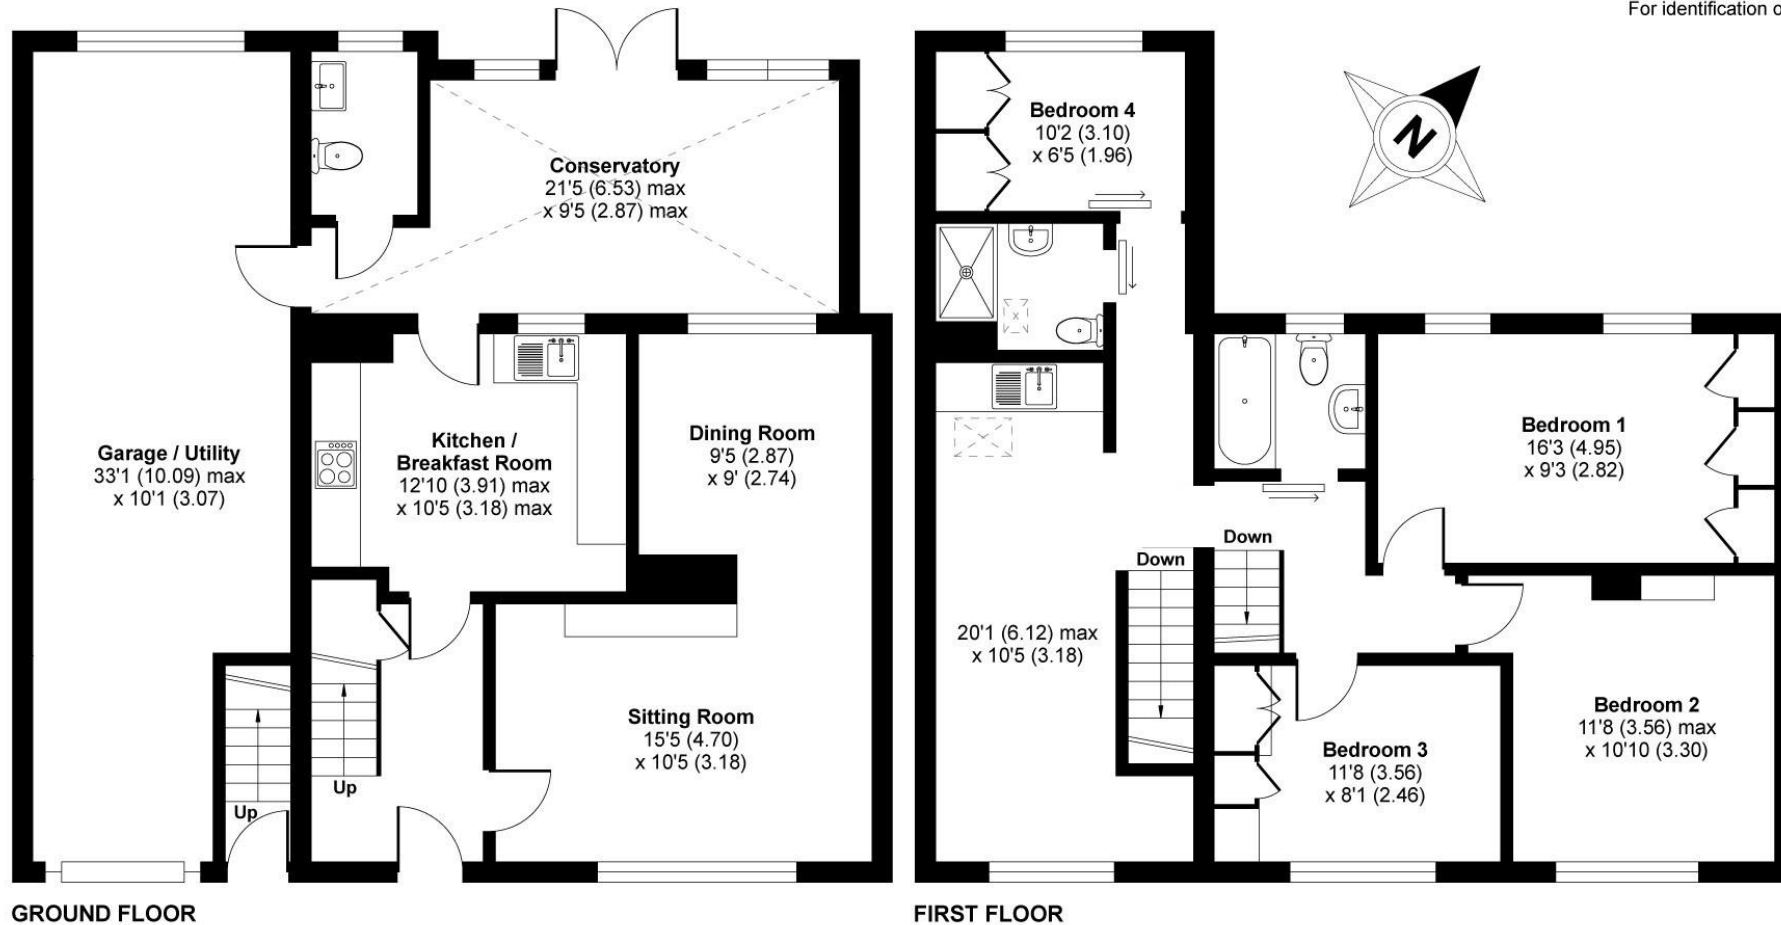 For identification o
Bedroom 4
10'2 (3.10)
x 6'5 (1.96)
N
Conservatory
21'5 (6.53) max
x 9'5 (2.87) max
Garage / Utility
33'1 (10.09) max
x 10'1 (3.07)
Kitchen /
Breakfast Room
12'10 (3.91) max
x 10'5 (3.18) max
Dining Room
9'5 (2.87)
x 9' (2.74)
Sitting Room
15'5 (4.70)
x 10'5 (3.18)
Up
Up
Bedroom 1
16'3 (4.95)
x 9'3 (2.82)
Down
Down
20'1 (6.12) max
x 10'5 (3.18)
Bedroom 2
11'8 (3.56) max
x 10'10 (3.30)
Bedroom 3
11'8 (3.56)
x 8'1 (2.46)
GROUND FLOOR
FIRST FLOOR